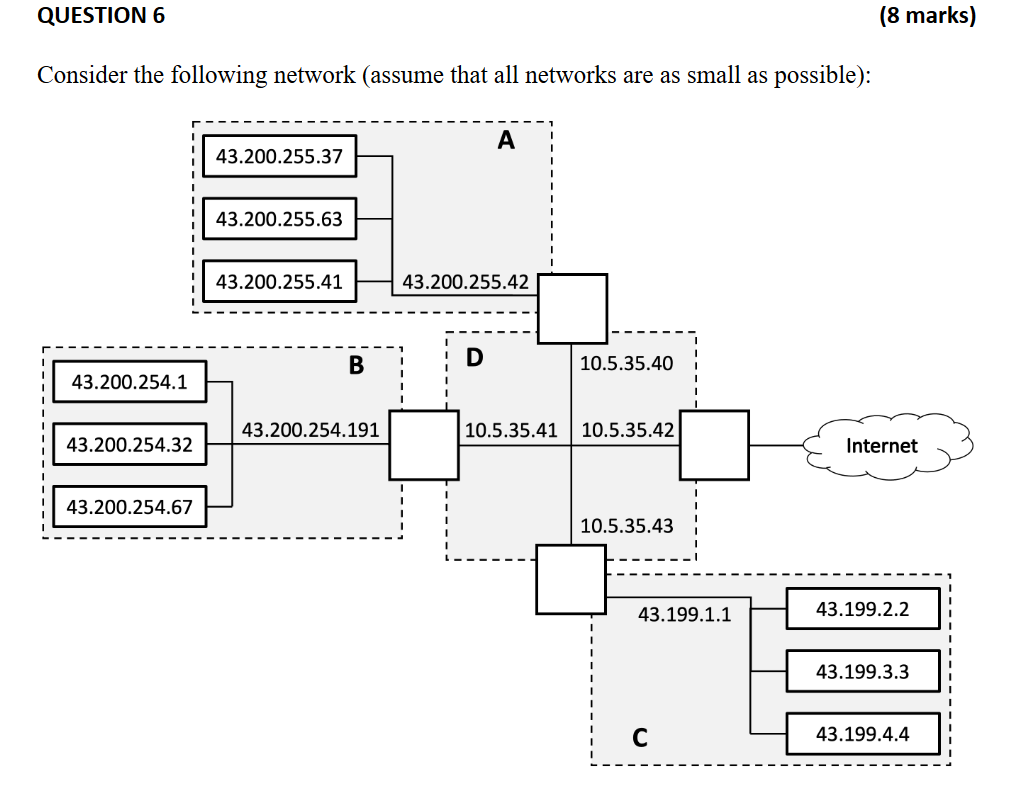 QUESTION 6 (8 marks)
Consider the following network (assume that all networks are as small as possible):
A
43.200.255.37
43.200.255.63
43.200.255.41
43.200.255.42
B
43.200.254.1
43.200.254.32
43.200.254.67
43.200.254.191
D
10.5.35.40
10.5.35.41
10.5.35.42
10.5.35.43
Internet
43.199.1.1
43.199.2.2
43.199.3.3
43.199.4.4
C